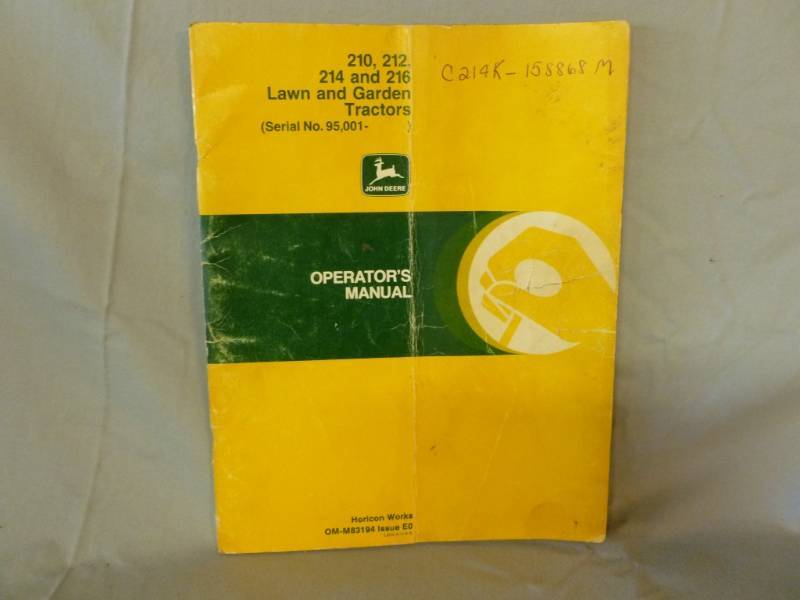 210, 212,
214 and 216
Lawn and Garden
Tractors
(Serial No. 95,001-        )
C214K-158868 M
JOHN DEERE
OPERATOR'S
MANUAL
Horicon Works
OM-M83194 Issue E0